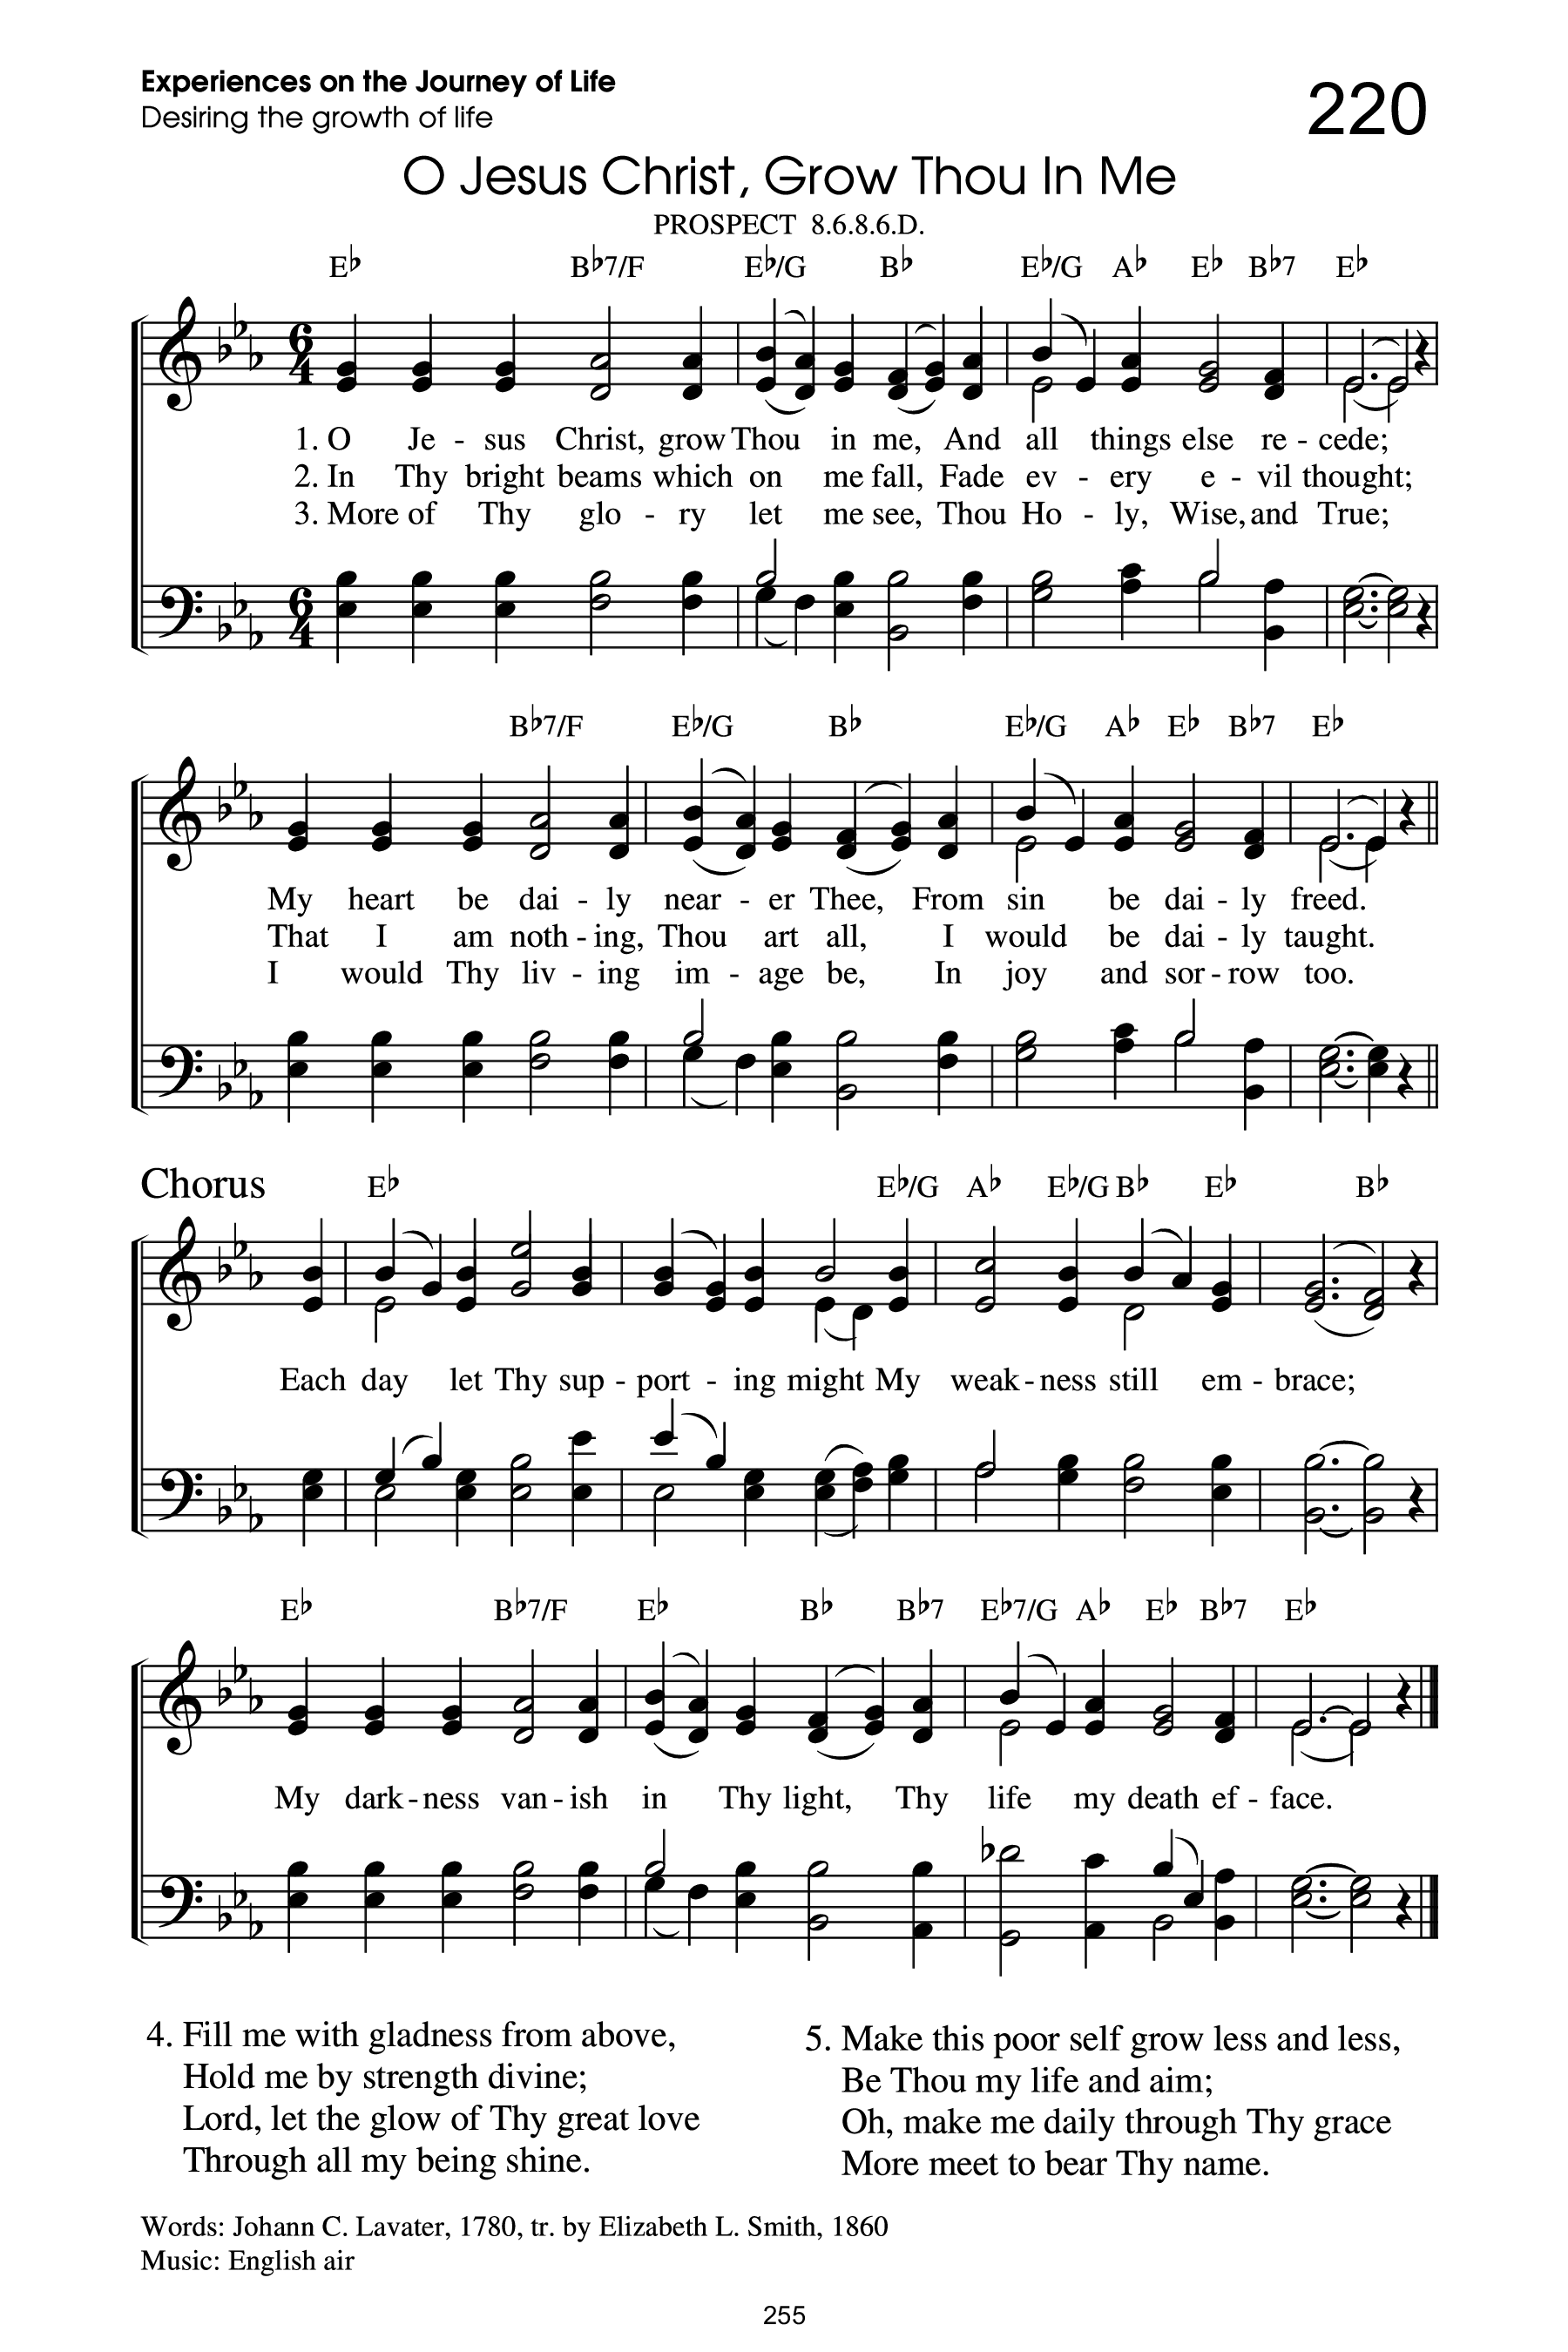 Experiences on the Journey of Life
220
Desiring the growth of life
O Jesus Christ, Grow Thou In Me
PROSPECT 8.6.8.6.D.
E♭ B♭7/F E♭/G B♭ E♭/G A♭ E♭ B♭7 E♭
6/4
1. O Je - sus Christ, grow Thou in me, And all things else re - cede;
2. In Thy bright beams which on me fall, Fade ev - ery e - vil thought;
3. More of Thy glo - ry let me see, Thou Ho - ly, Wise, and True;
6/4
B♭7/F E♭/G B♭ E♭/G A♭ E♭ B♭7 E♭
My heart be dai - ly near - er Thee, From sin be dai - ly freed.
That I am noth - ing, Thou art all, I would be dai - ly taught.
I would Thy liv - ing im - age be, In joy and sor - row too.
Chorus E♭ E♭/G A♭ E♭/G B♭ E♭ B♭
Each day let Thy sup - port - ing might My weak - ness still em - brace;
E♭ B♭7/F E♭ B♭ B♭7 E♭7/G A♭ E♭ B♭7 E♭
My dark - ness van - ish in Thy light, Thy life my death ef - face.
4. Fill me with gladness from above,
Hold me by strength divine;
Lord, let the glow of Thy great love
Through all my being shine.
5. Make this poor self grow less and less,
Be Thou my life and aim;
Oh, make me daily through Thy grace
More meet to bear Thy name.
Words: Johann C. Lavater, 1780, tr. by Elizabeth L. Smith, 1860
Music: English air
255